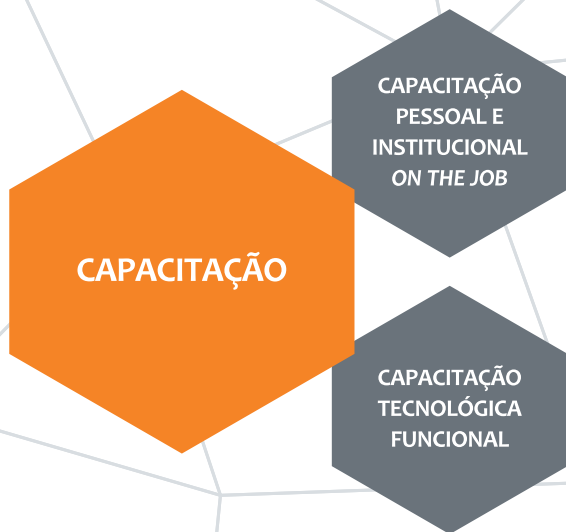 CAPACITAÇÃO
CAPACITAÇÃO
PESSOAL E
INSTITUCIONAL
ON THE JOB
CAPACITAÇÃO
TECNOLÓGICA
FUNCIONAL